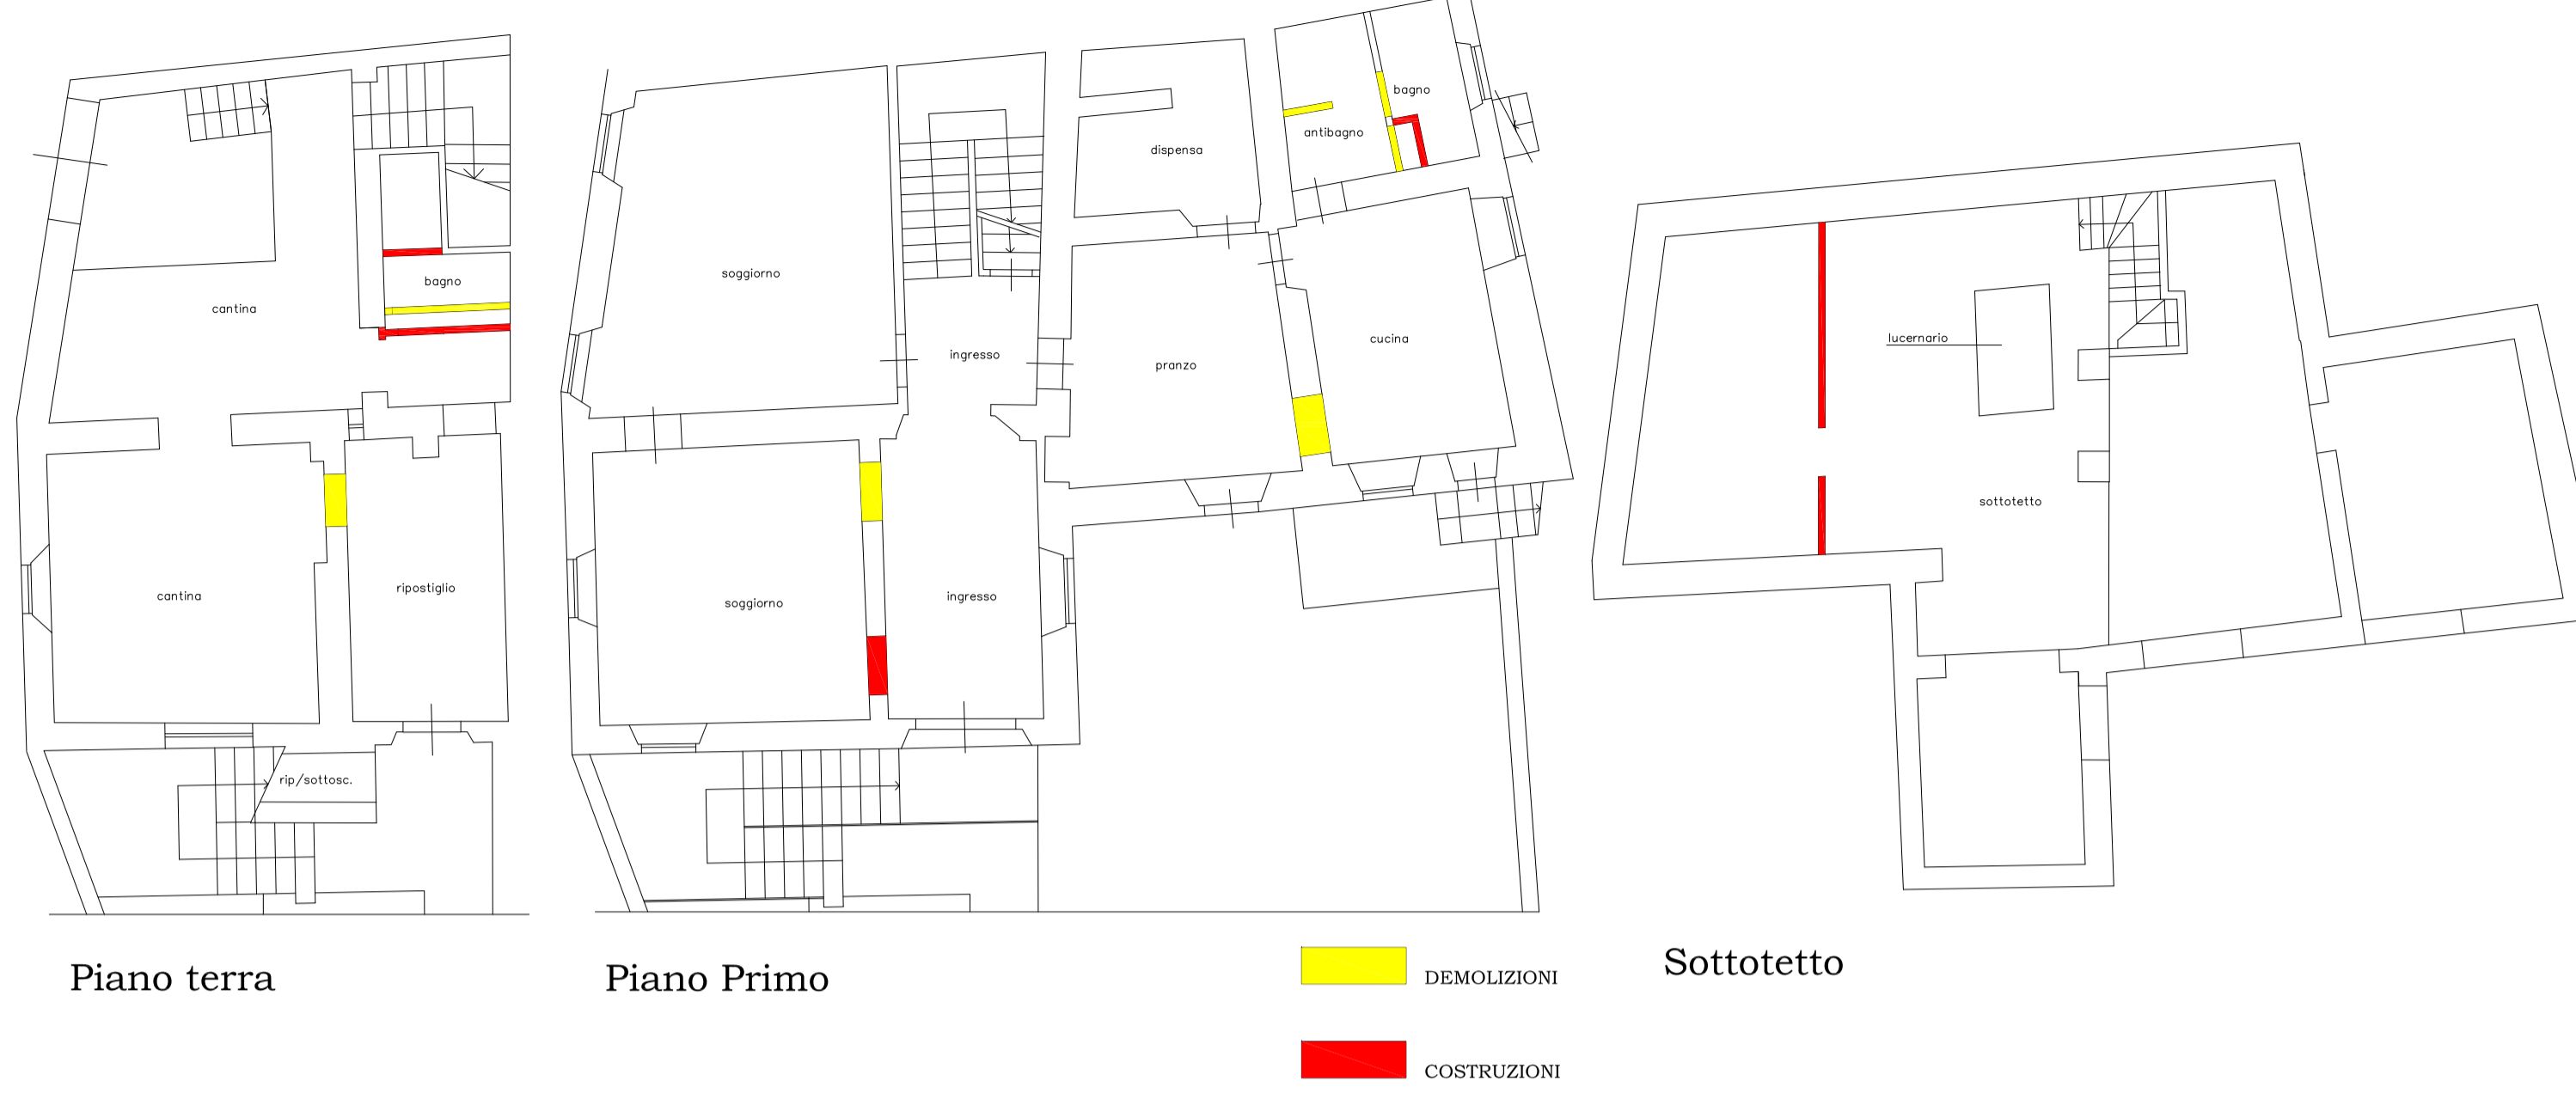 bagno
cantina
cantina
ripostiglio
rip/sottosc.
Piano terra
bagno
antibagno
dispensa
soggiorno
ingresso
cucina
pranzo
soggiorno
ingresso
Piano Primo
lucernario
sottotetto
Sottotetto
DEMOLIZIONI
COSTRUZIONI